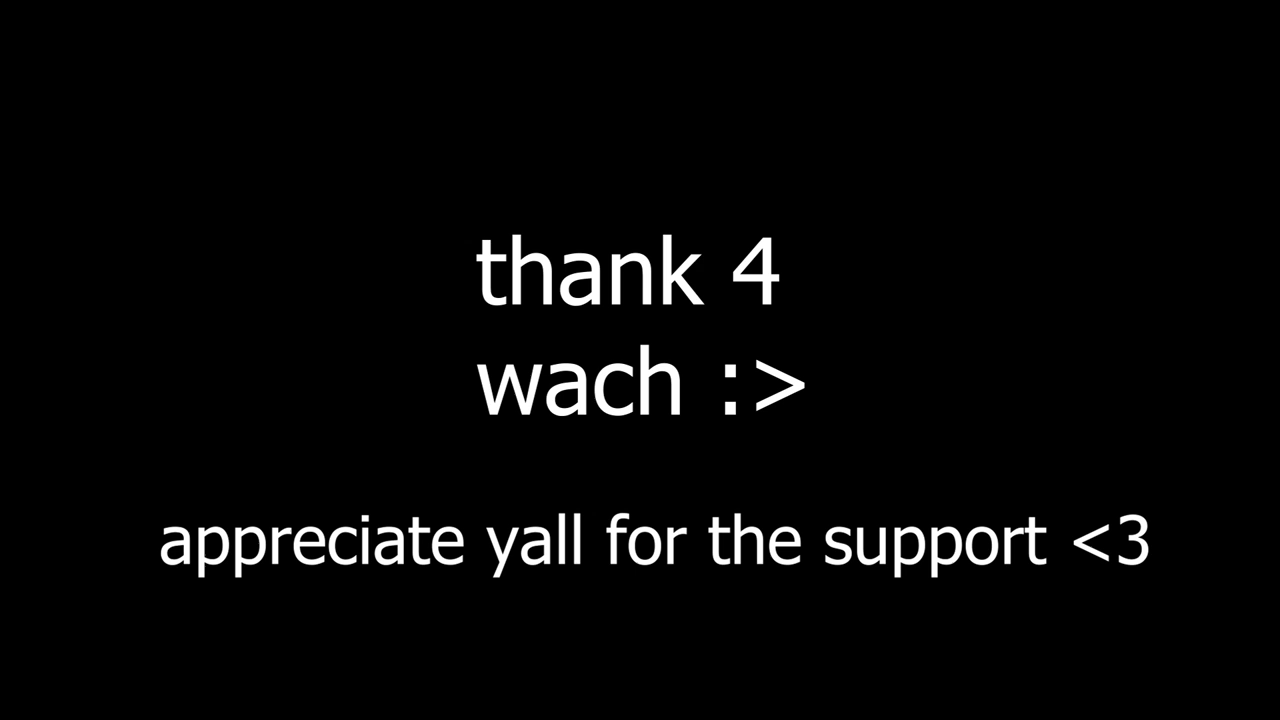 thank 4
wach :>
appreciate yall for the support <3